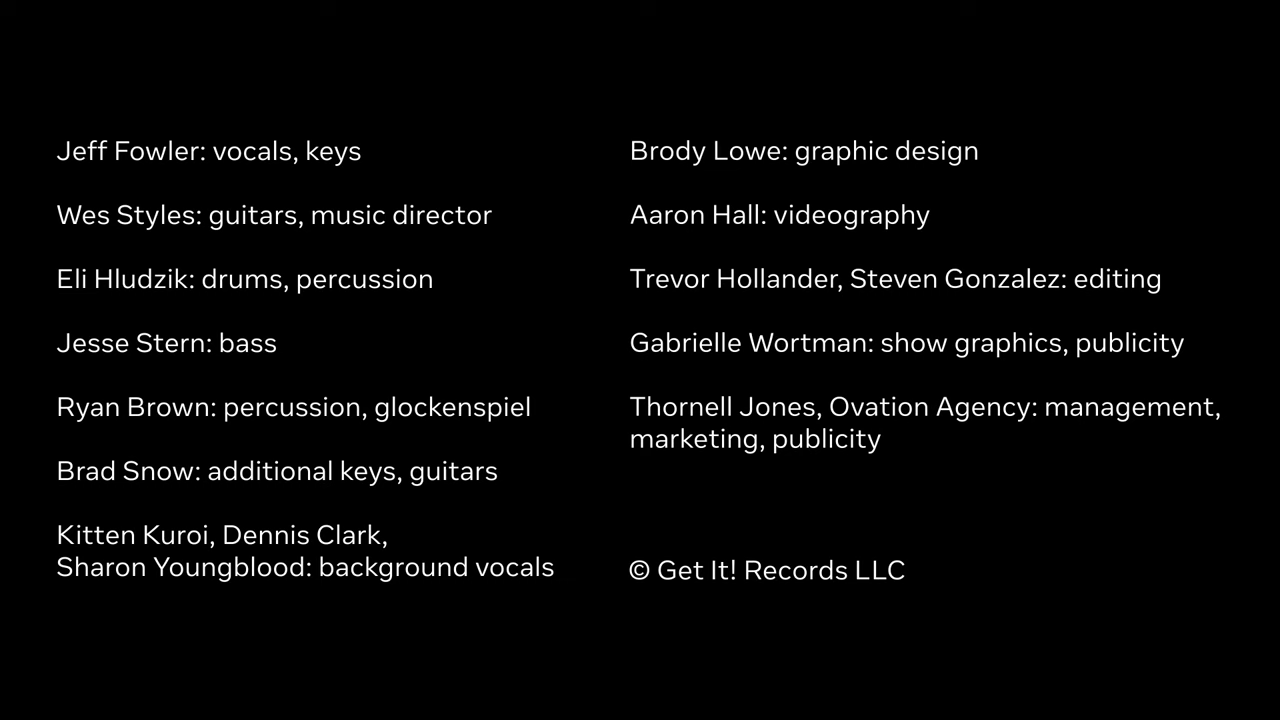 Jeff Fowler: vocals, keys
Wes Styles: guitars, music director
Eli Hludzik: drums, percussion
Jesse Stern: bass
Ryan Brown: percussion, glockenspiel
Brad Snow: additional keys, guitars
Kitten Kuroi, Dennis Clark,
Sharon Youngblood: background vocals
Brody Lowe: graphic design
Aaron Hall: videography
Trevor Hollander, Steven Gonzalez: editing
Gabrielle Wortman: show graphics, publicity
Thornell Jones, Ovation Agency: management,
marketing, publicity
© Get It! Records LLC